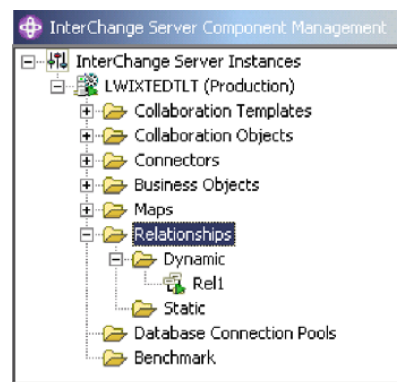 InterChange Server Component Management
InterChange Server Instances
LWIXTEDTLT (Production)
Collaboration Templates
Collaboration Objects
Connectors
Business Objects
Maps
Relationships
Dynamic
Rel1
Static
Database Connection Pools
Benchmark